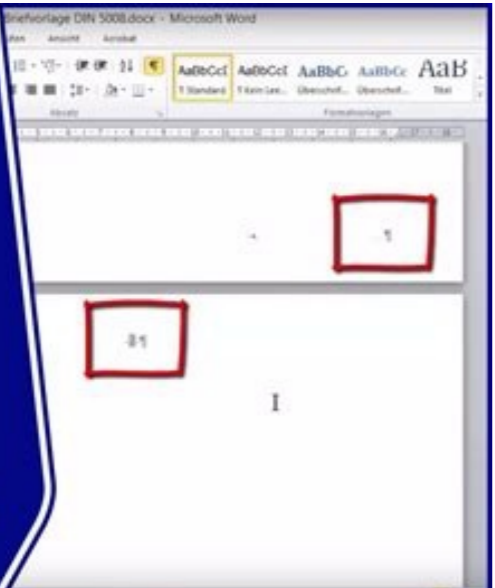 Briefvorlage DIN 5008.docx - Microsoft Word
Ansicht Acrobat
AaBbCcI AaBbCcI AaBbC AaBbCc AaB
¶ Standard ¶ Kein Lee... Überschrif... Überschrif... Titel
Absatz Formatvorlagen
¶
¶